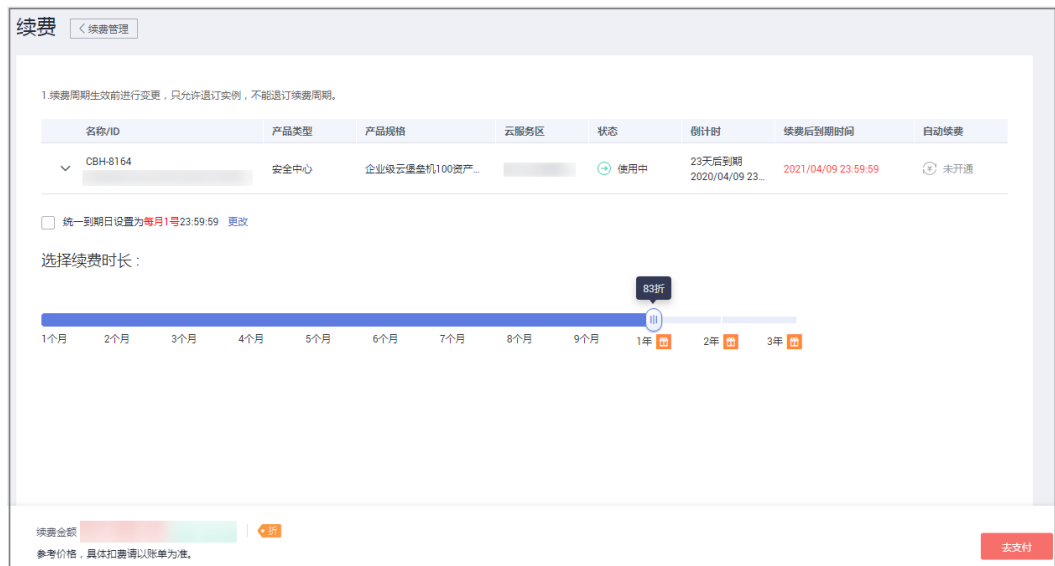 续费 续费管理
1.续费周期生效前进行变更，只允许退订实例，不能退订续费周期。
名称/ID 产品类型 产品规格 云服务区 状态 倒计时 续费后到期时间 自动续费
CBH-8164 安全中心 企业级云堡垒机100资产... 使用中 23天后到期 2021/04/09 23:59:59 未开通
2020/04/09 23...
统一到期日设置为每月1号23:59:59 更改
选择续费时长：
83折
1个月 2个月 3个月 4个月 5个月 6个月 7个月 8个月 9个月 1年 2年 3年
续费金额 折
参考价格，具体扣费请以账单为准。
去支付